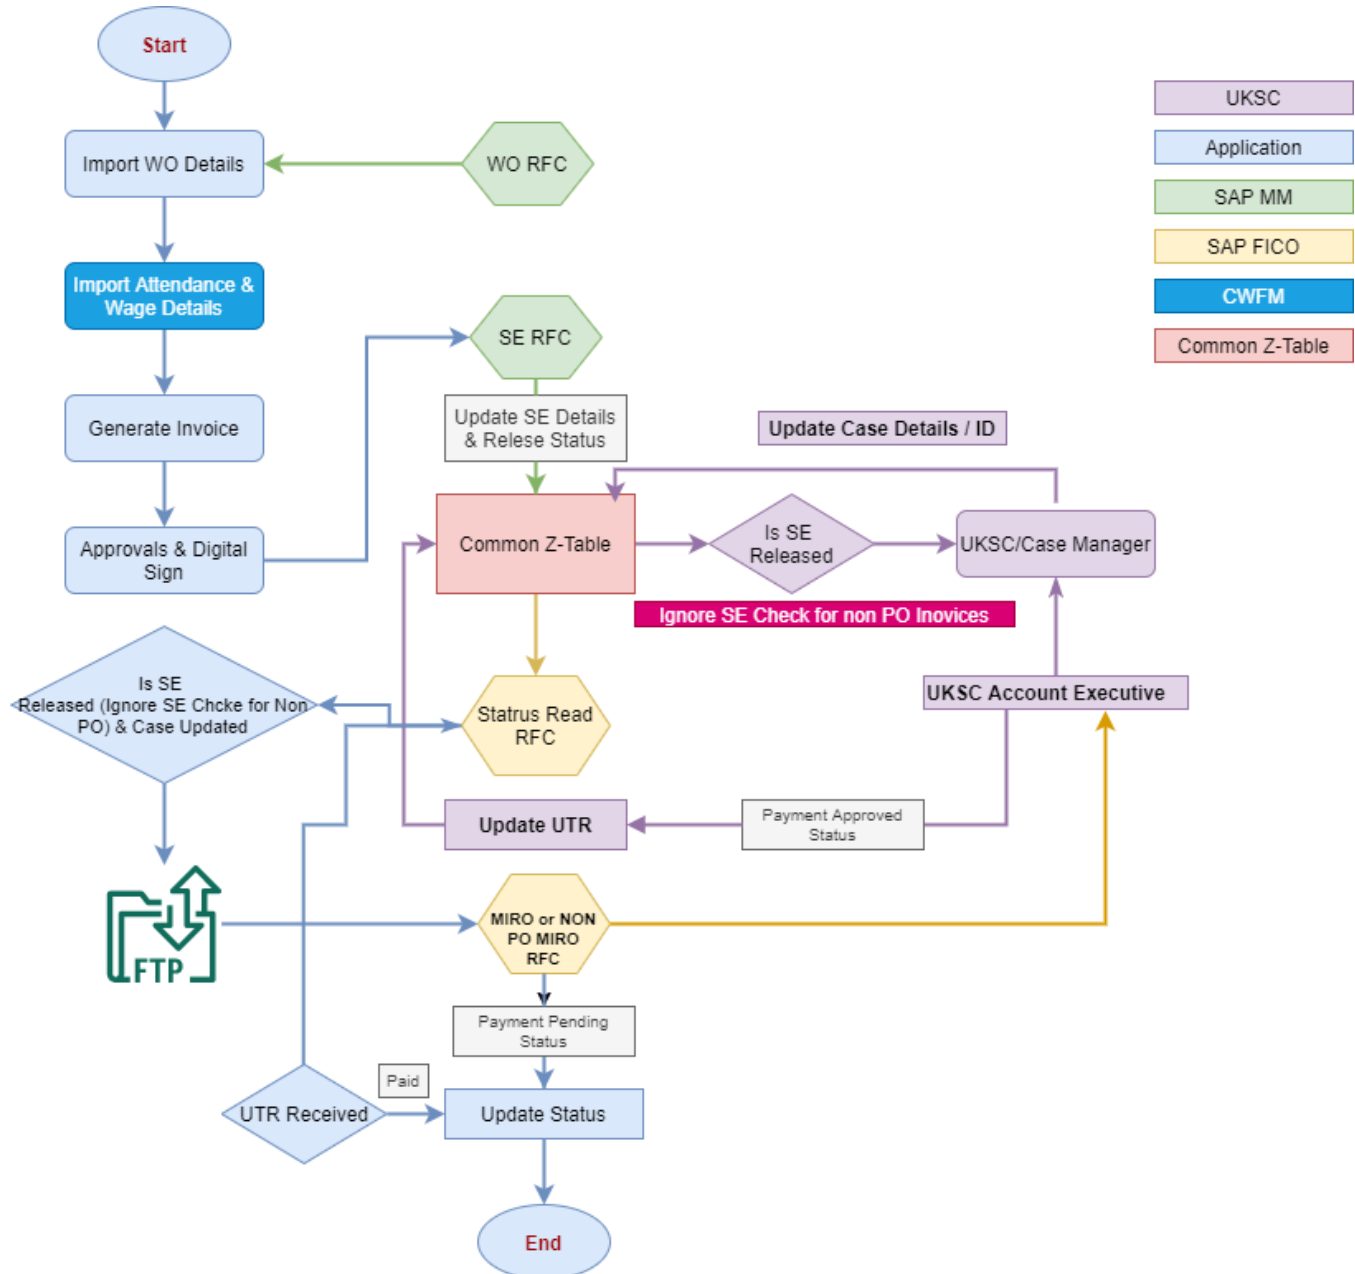 Start
UKSC
Import WO Details
WO RFC
Application
SAP MM
SAP FICO
Import Attendance &
Wage Details
CWFM
SE RFC
Common Z-Table
Generate Invoice
Update SE Details
& Relese Status
Update Case Details / ID
Approvals & Digital
Sign
Common Z-Table
Is SE
Released
UKSC/Case Manager
Ignore SE Check for non PO Inovices
Is SE
Released (Ignore SE Chcke for Non
PO) & Case Updated
Statrus Read
RFC
UKSC Account Executive
Update UTR
Payment Approved
Status
FTP
MIRO or NON
PO MIRO
RFC
Payment Pending
Status
Paid
UTR Received
Update Status
End